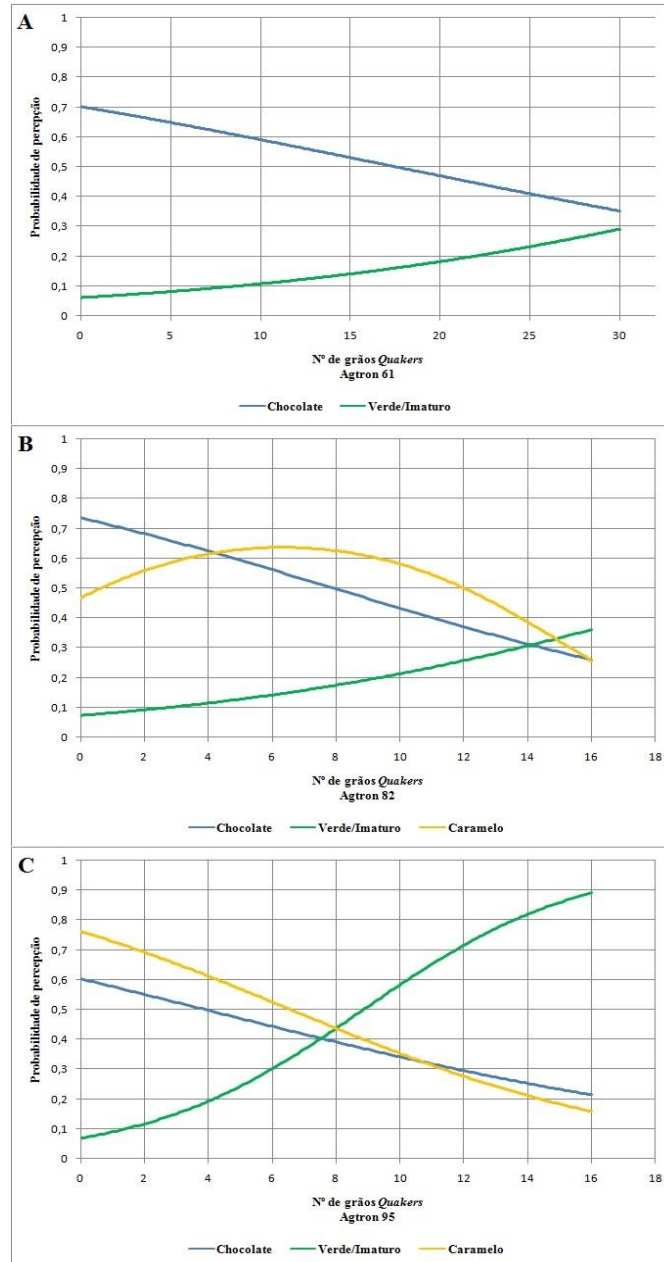 A
Probabilidade de percepção
1
0,9
0,8
0,7
0,6
0,5
0,4
0,3
0,2
0,1
0
0 5 10 15 20 25 30
Nº de grãos Quakers
Agtron 61
Chocolate Verde/Imaturo
B
Probabilidade de percepção
1
0,9
0,8
0,7
0,6
0,5
0,4
0,3
0,2
0,1
0
0 2 4 6 8 10 12 14 16 18
Nº de grãos Quakers
Agtron 82
Chocolate Verde/Imaturo Caramelo
C
Probabilidade de percepção
1
0,9
0,8
0,7
0,6
0,5
0,4
0,3
0,2
0,1
0
0 2 4 6 8 10 12 14 16 18
Nº de grãos Quakers
Agtron 95
Chocolate Verde/Imaturo Caramelo